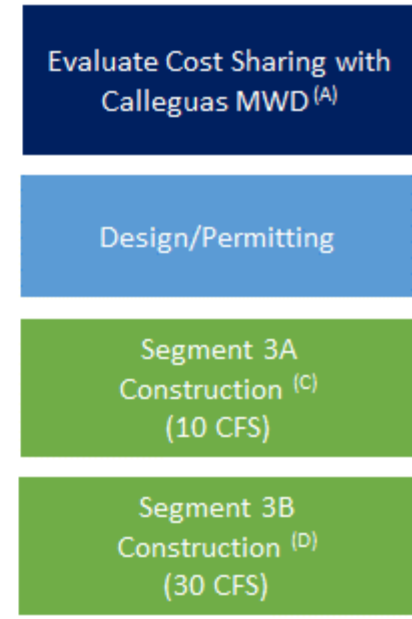 Evaluate Cost Sharing with
Calleguas MWD (A)
Design/Permitting
Segment 3A
Construction (C)
(10 CFS)
Segment 3B
Construction (D)
(30 CFS)